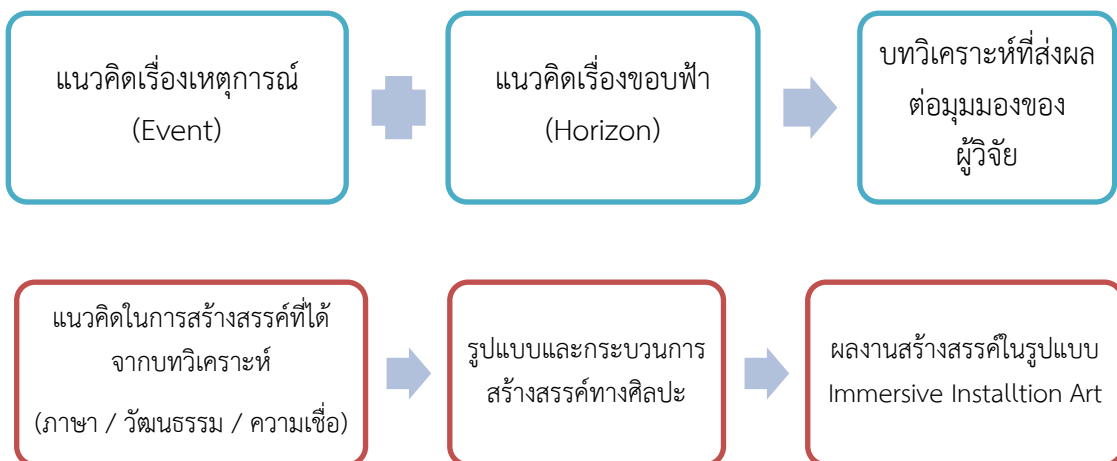 แนวคิดเรื่องเหตุการณ์
(Event)
แนวคิดเรื่องขอบฟ้า
(Horizon)
บทวิเคราะห์ที่ส่งผล
ต่อมุมมองของ
ผู้วิจัย
แนวคิดในการสร้างสรรค์ที่ได้
จากบทวิเคราะห์
(ภาษา / วัฒนธรรม / ความเชื่อ)
รูปแบบและกระบวนการ
สร้างสรรค์ทางศิลปะ
ผลงานสร้างสรรค์ในรูปแบบ
Immersive Installtion Art